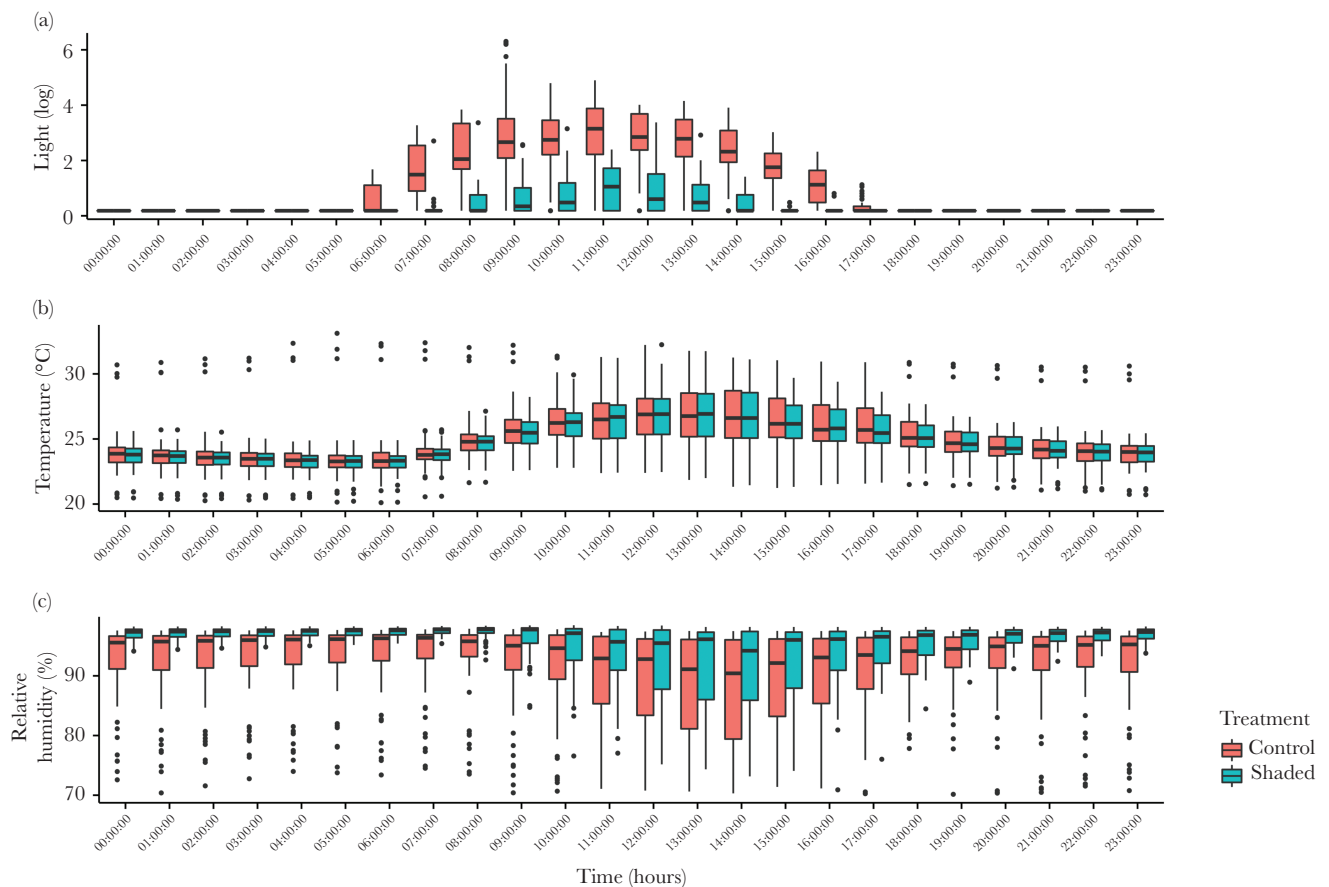 (a)
6
4
2
0
Light (log)
00:00:00 01:00:00 02:00:00 03:00:00 04:00:00 05:00:00 06:00:00 07:00:00 08:00:00 09:00:00 10:00:00 11:00:00 12:00:00 13:00:00 14:00:00 15:00:00 16:00:00 17:00:00 18:00:00 19:00:00 20:00:00 21:00:00 22:00:00 23:00:00
(b)
30
25
20
Temperature (°C)
00:00:00 01:00:00 02:00:00 03:00:00 04:00:00 05:00:00 06:00:00 07:00:00 08:00:00 09:00:00 10:00:00 11:00:00 12:00:00 13:00:00 14:00:00 15:00:00 16:00:00 17:00:00 18:00:00 19:00:00 20:00:00 21:00:00 22:00:00 23:00:00
(c)
90
80
70
Relative
humidity (%)
00:00:00 01:00:00 02:00:00 03:00:00 04:00:00 05:00:00 06:00:00 07:00:00 08:00:00 09:00:00 10:00:00 11:00:00 12:00:00 13:00:00 14:00:00 15:00:00 16:00:00 17:00:00 18:00:00 19:00:00 20:00:00 21:00:00 22:00:00 23:00:00
Time (hours)
Treatment
Control
Shaded